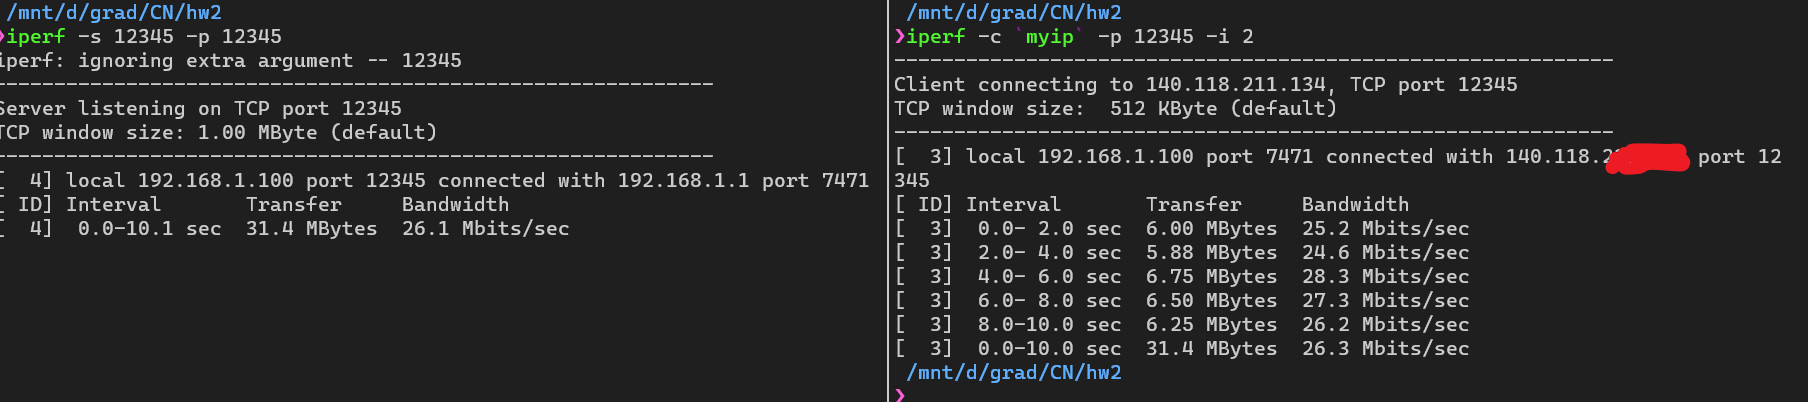 /mnt/d/grad/CN/hw2
❯iperf -s 12345 -p 12345
iperf: ignoring extra argument -- 12345
------------------------------------------------------------
Server listening on TCP port 12345
TCP window size: 1.00 MByte (default)
------------------------------------------------------------
[  4] local 192.168.1.100 port 12345 connected with 192.168.1.1 port 7471
[ ID] Interval       Transfer     Bandwidth
[  4]  0.0-10.1 sec  31.4 MBytes  26.1 Mbits/sec
/mnt/d/grad/CN/hw2
❯iperf -c `myip` -p 12345 -i 2
------------------------------------------------------------
Client connecting to 140.118.211.134, TCP port 12345
TCP window size:  512 KByte (default)
------------------------------------------------------------
[  3] local 192.168.1.100 port 7471 connected with 140.118.2 port 12
345
[ ID] Interval       Transfer     Bandwidth
[  3]  0.0- 2.0 sec  6.00 MBytes  25.2 Mbits/sec
[  3]  2.0- 4.0 sec  5.88 MBytes  24.6 Mbits/sec
[  3]  4.0- 6.0 sec  6.75 MBytes  28.3 Mbits/sec
[  3]  6.0- 8.0 sec  6.50 MBytes  27.3 Mbits/sec
[  3]  8.0-10.0 sec  6.25 MBytes  26.2 Mbits/sec
[  3]  0.0-10.0 sec  31.4 MBytes  26.3 Mbits/sec
/mnt/d/grad/CN/hw2
❯